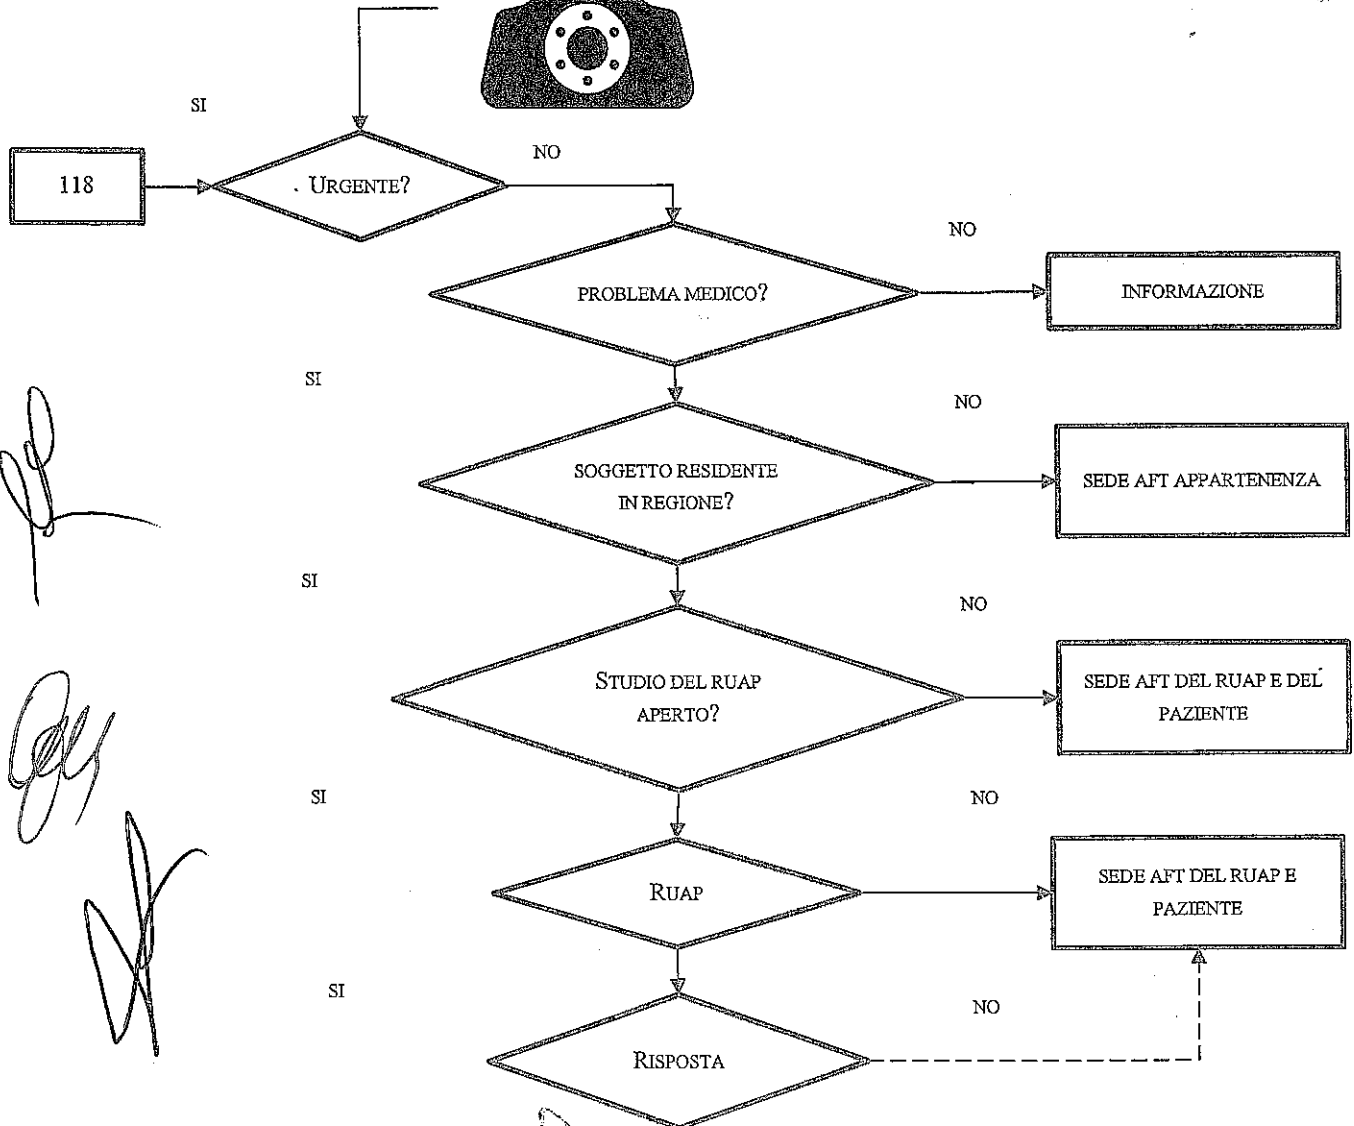 SI
NO
118
URGENTE?
NO
PROBLEMA MEDICO?
INFORMAZIONE
SI
NO
SOGGETTO RESIDENTE
IN REGIONE?
SEDE AFT APPARTENENZA
SI
NO
STUDIO DEL RUAP
APERTO?
SEDE AFT DEL RUAP E DEL
PAZIENTE
SI
NO
RUAP
SEDE AFT DEL RUAP E
PAZIENTE
SI
NO
RISPOSTA